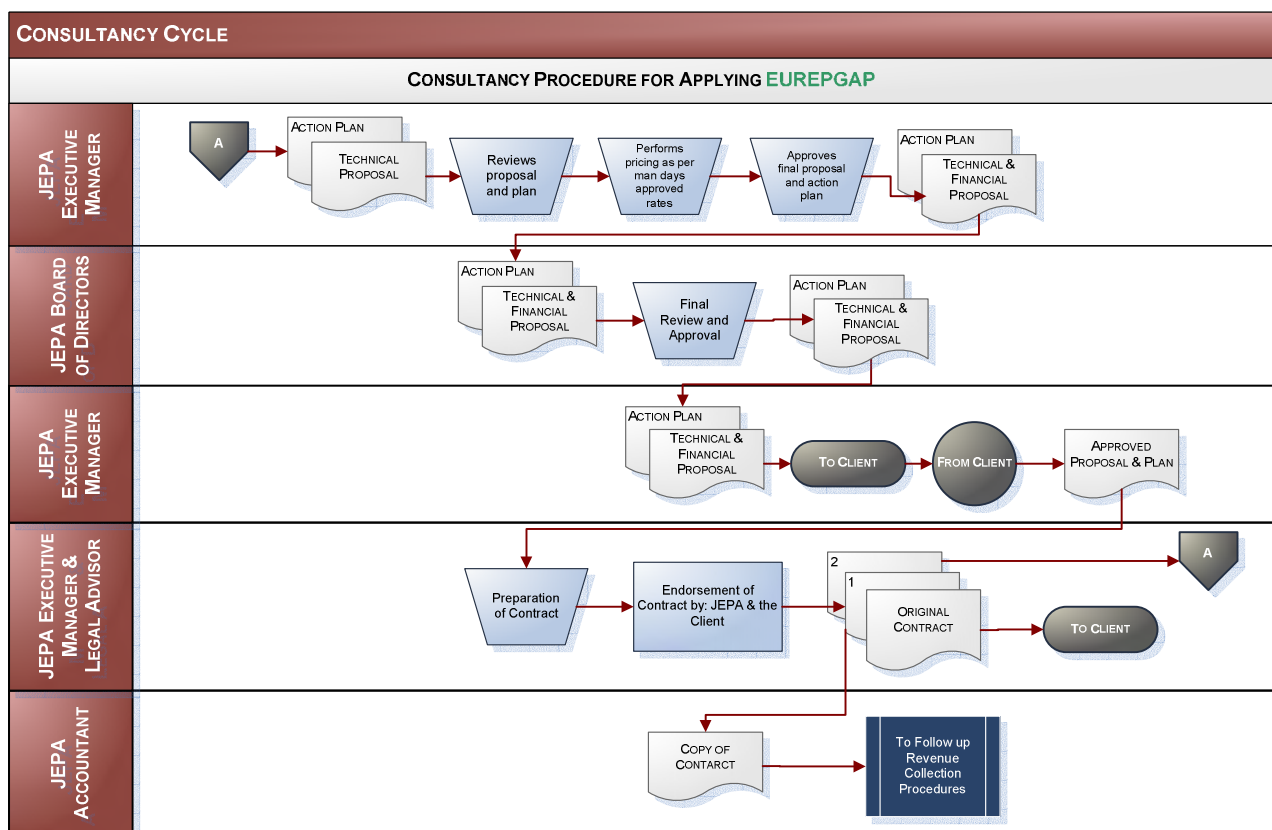 CONSULTANCY CYCLE
CONSULTANCY PROCEDURE FOR APPLYING EUREPGAP
JEPA
EXECUTIVE
MANAGER
A
ACTION PLAN
TECHNICAL
PROPOSAL
Reviews
proposal
and plan
Performs
pricing as per
man days
approved
rates
Approves
final proposal
and action
plan
ACTION PLAN
TECHNICAL &
FINANCIAL
PROPOSAL
JEPA BOARD
OF DIRECTORS
ACTION PLAN
TECHNICAL &
FINANCIAL
PROPOSAL
Final
Review and
Approval
ACTION PLAN
TECHNICAL &
FINANCIAL
PROPOSAL
JEPA
EXECUTIVE
MANAGER
ACTION PLAN
TECHNICAL &
FINANCIAL
PROPOSAL
TO CLIENT
FROM CLIENT
APPROVED
PROPOSAL & PLAN
JEPA EXECUTIVE
MANAGER &
LEGAL ADVISOR
Preparation
of Contract
Endorsement of
Contract by: JEPA & the
Client
2
1
ORIGINAL
CONTRACT
A
TO CLIENT
JEPA
ACCOUNTANT
COPY OF
CONTARCT
To Follow up
Revenue
Collection
Procedures